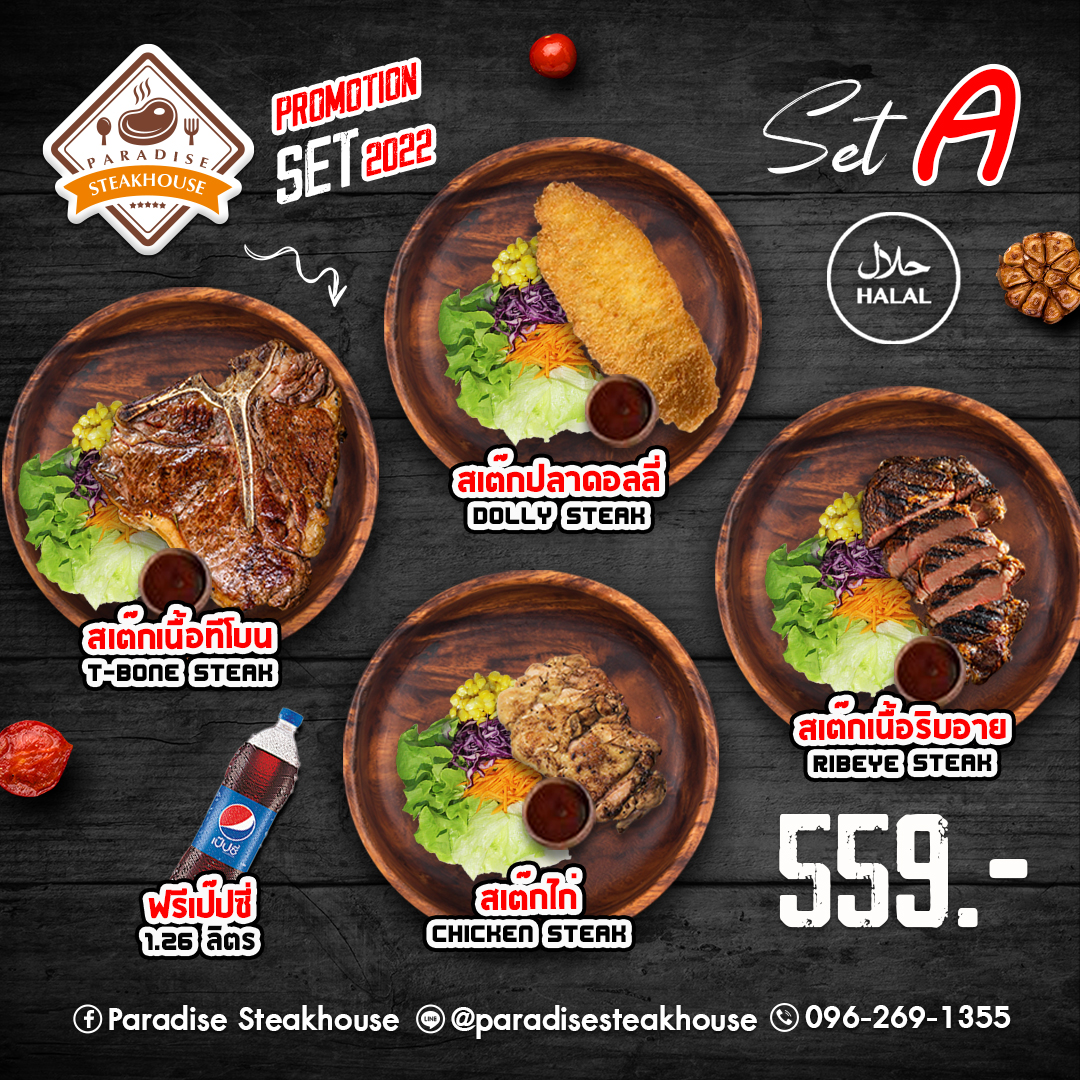 PARADISE
STEAKHOUSE
PROMOTION
SET 2022
Set A
حلال
HALAL
สเต๊กปลาดอลลี่
DOLLY STEAK
สเต๊กเนื้อทีโบน
T-BONE STEAK
สเต๊กเนื้อริบอาย
RIBEYE STEAK
เป๊ปซี่
ฟรีเป๊ปซี่
1.26 ลิตร
สเต๊กไก่
CHICKEN STEAK
559.-
Paradise Steakhouse
LINE
@paradisesteakhouse
096-269-1355